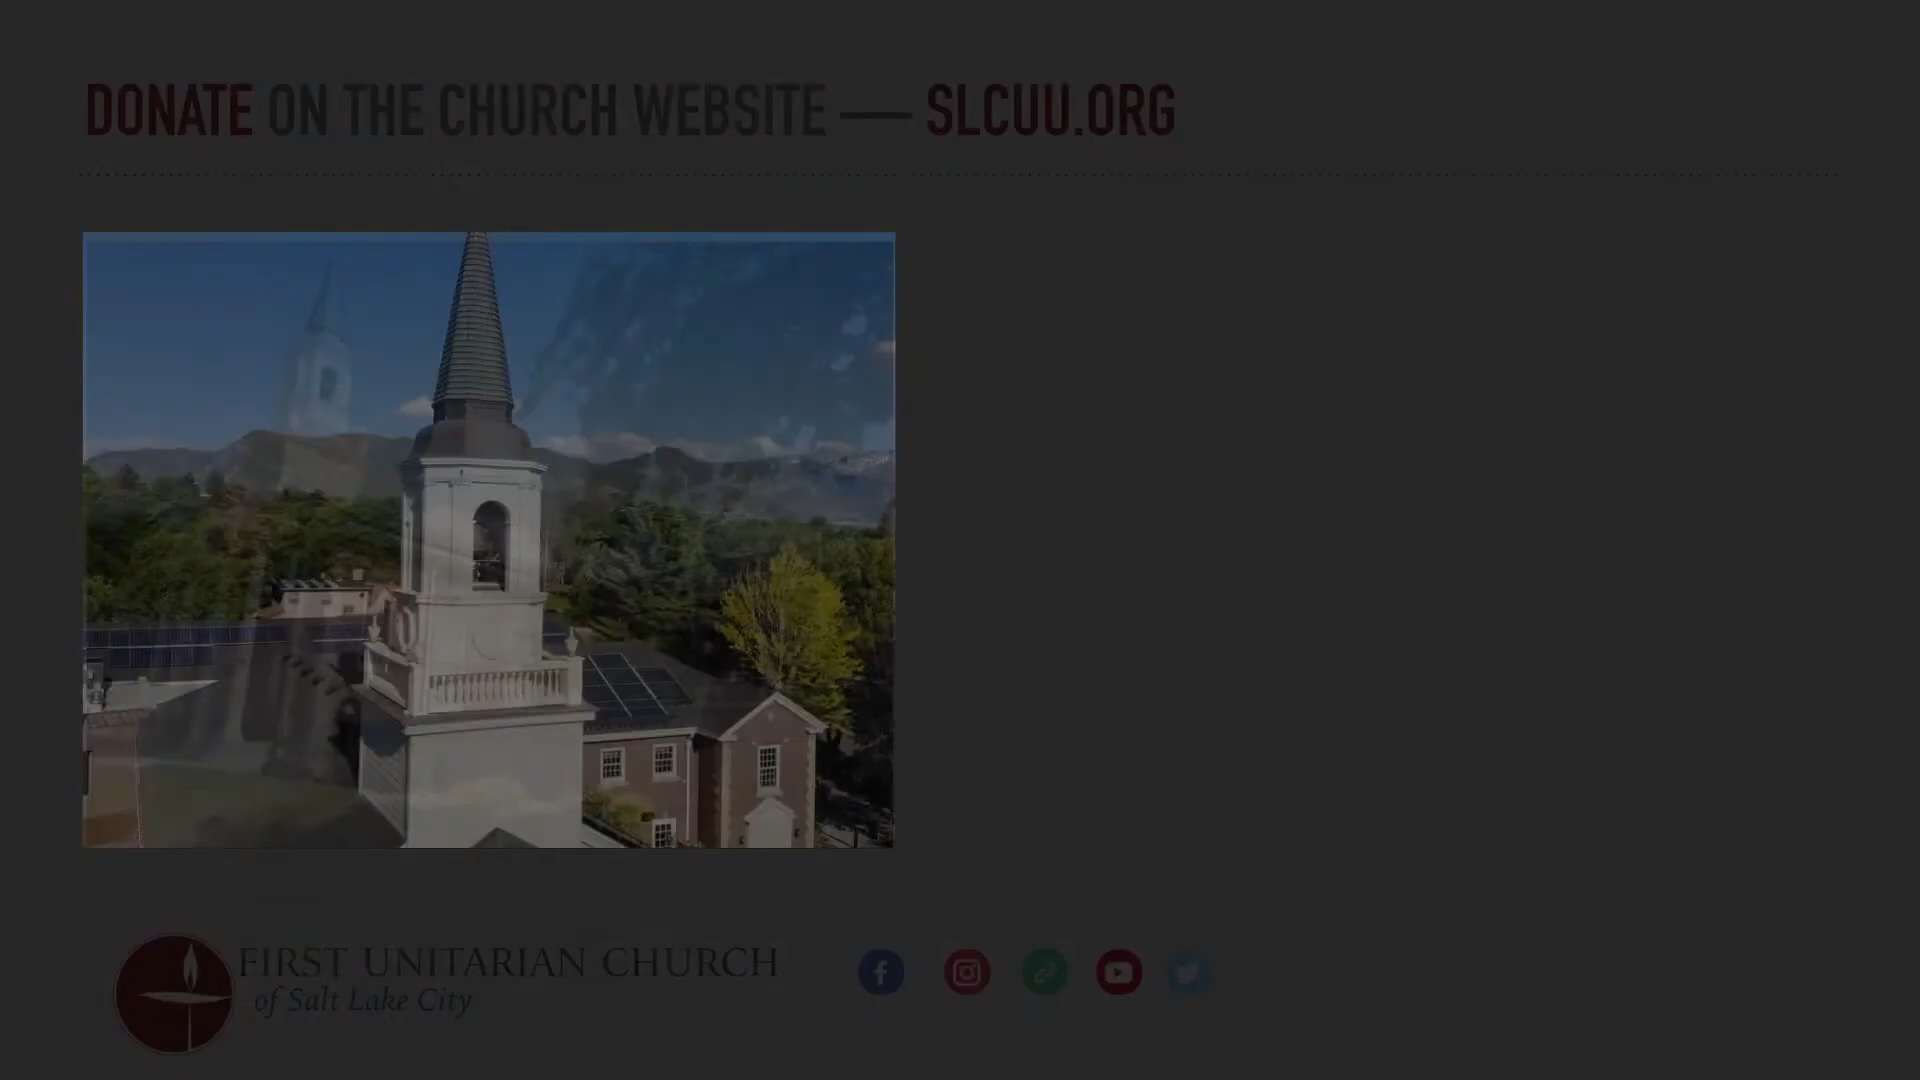 DONATE ON THE CHURCH WEBSITE — SLCUU.ORG
FIRST UNITARIAN CHURCH
of Salt Lake City